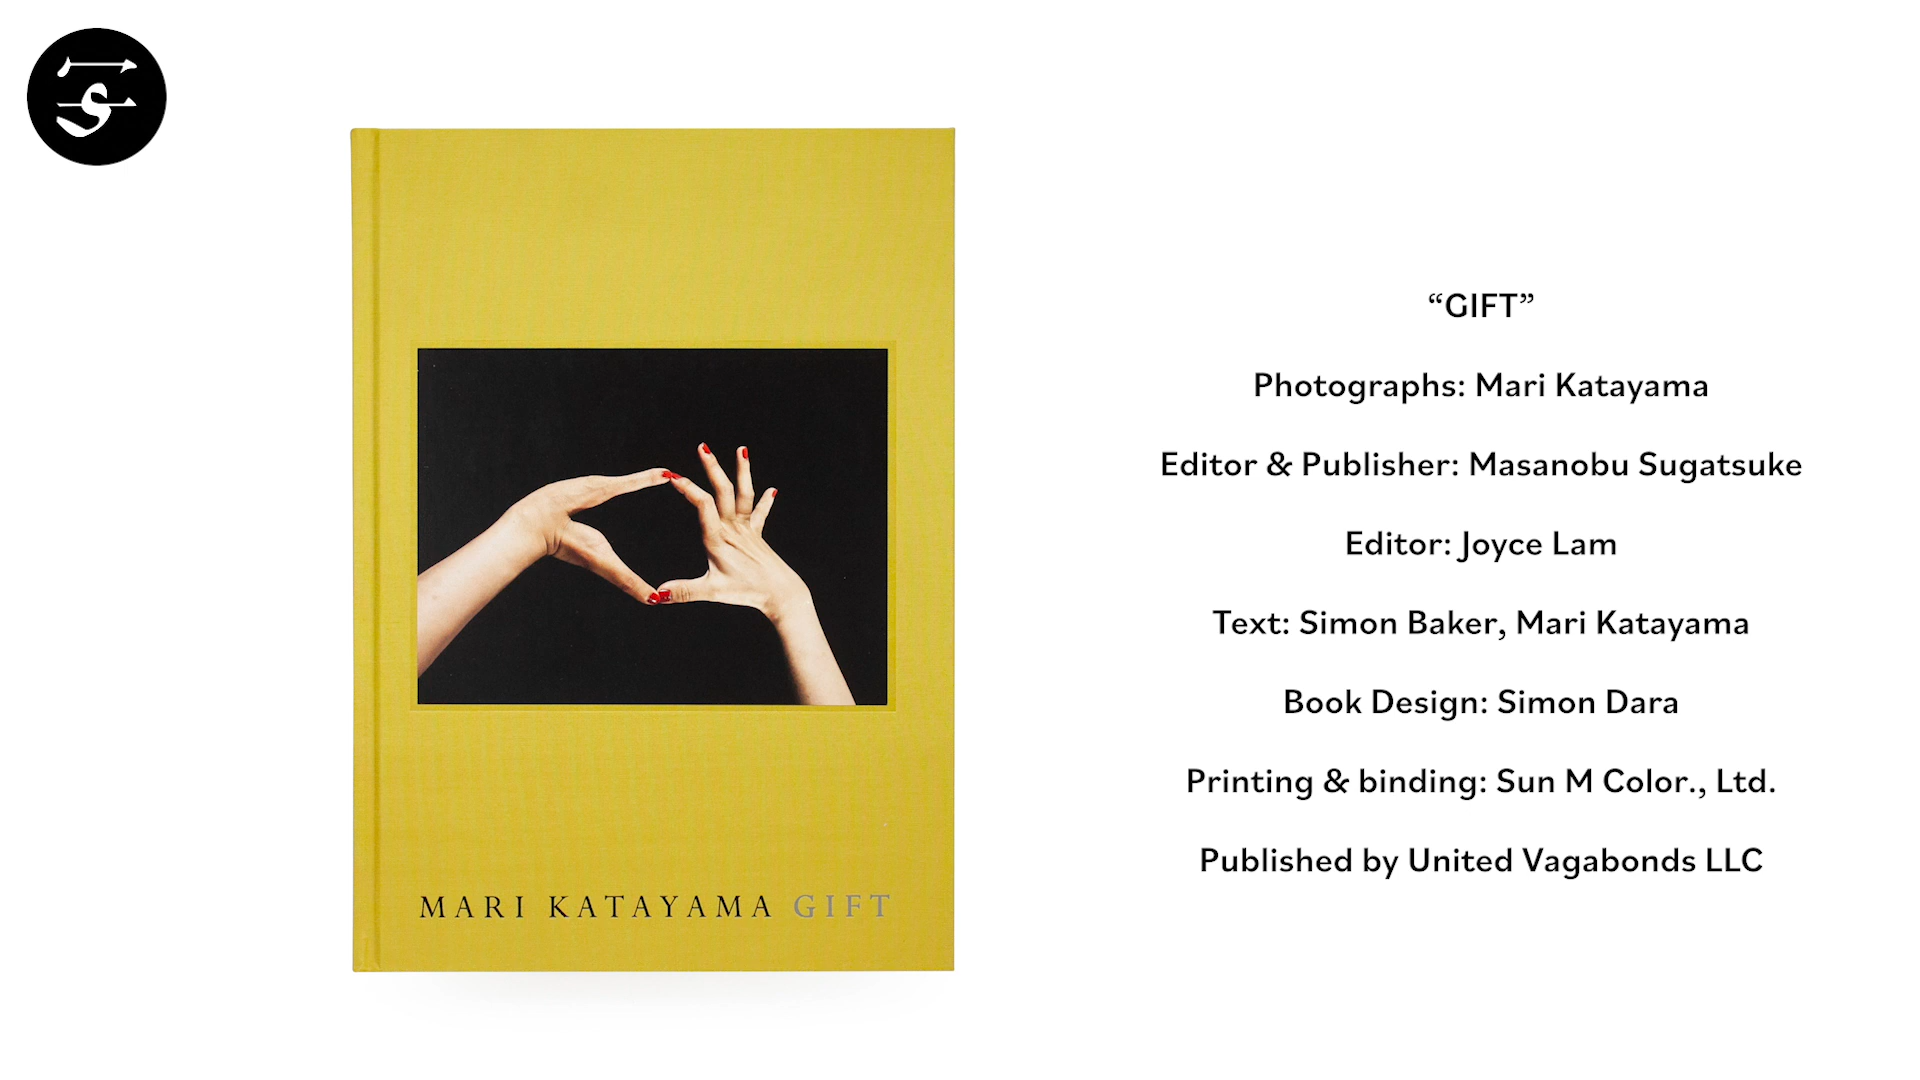 MARI KATAYAMA GIFT
“GIFT”
Photographs: Mari Katayama
Editor & Publisher: Masanobu Sugatsuke
Editor: Joyce Lam
Text: Simon Baker, Mari Katayama
Book Design: Simon Dara
Printing & binding: Sun M Color., Ltd.
Published by United Vagabonds LLC